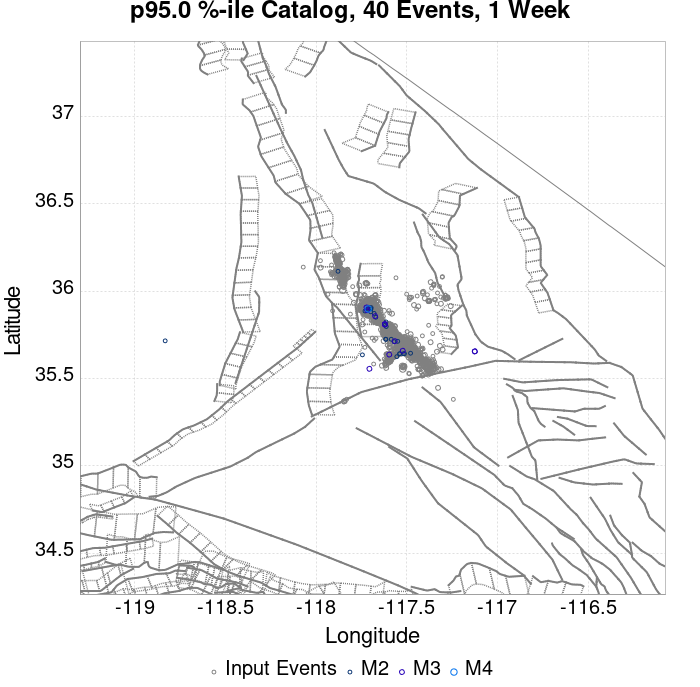 p95.0 %-ile Catalog, 40 Events, 1 Week
37
36.5
36
35.5
35
34.5
Latitude
-119
-118.5
-118
-117.5
-117
-116.5
Longitude
Input Events
M2
M3
M4